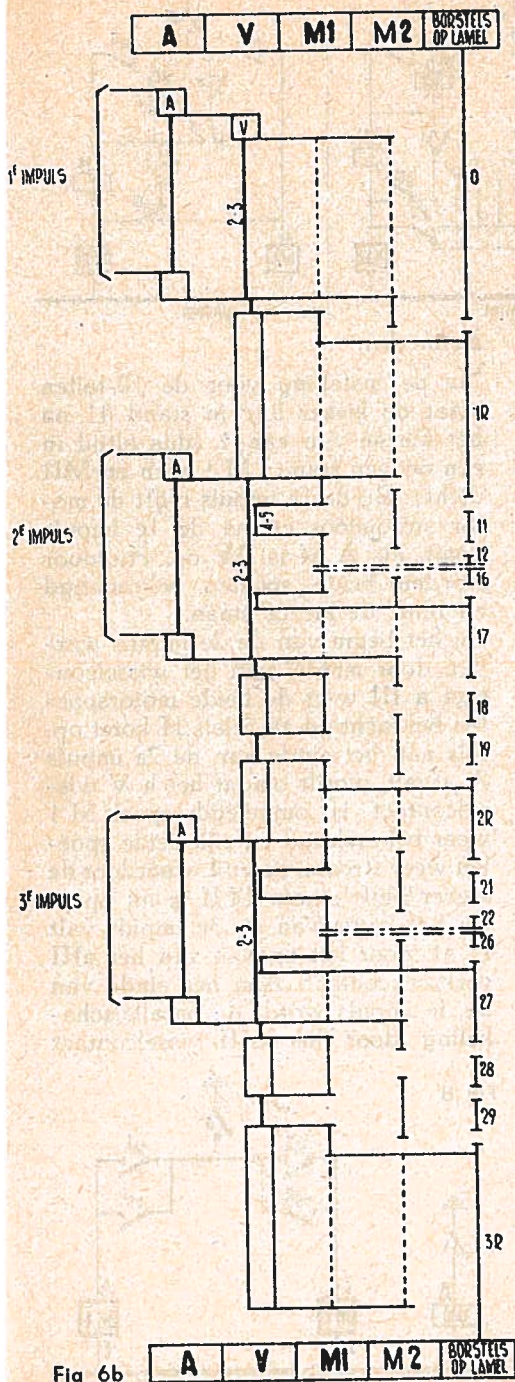 A V M1 M2 BORSTELS OP LAMEL
A
V
1E IMPULS
2-3
0
1R
A
2E IMPULS
4-5
11
2-3
12
16
17
18
19
2R
A
3E IMPULS
21
2-3
22
26
27
28
29
3R
Fig 6b
A V M1 M2 BORSTELS OP LAMEL